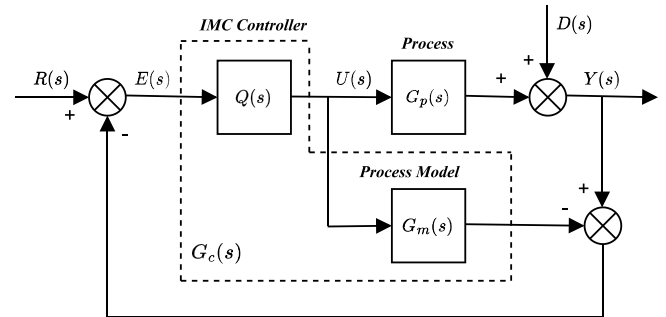 IMC Controller
Process
D(s)
+
R(s)
E(s)
Q(s)
U(s)
G_p(s)
+
Y(s)
+
-
Process Model
+
-
G_m(s)
G_c(s)